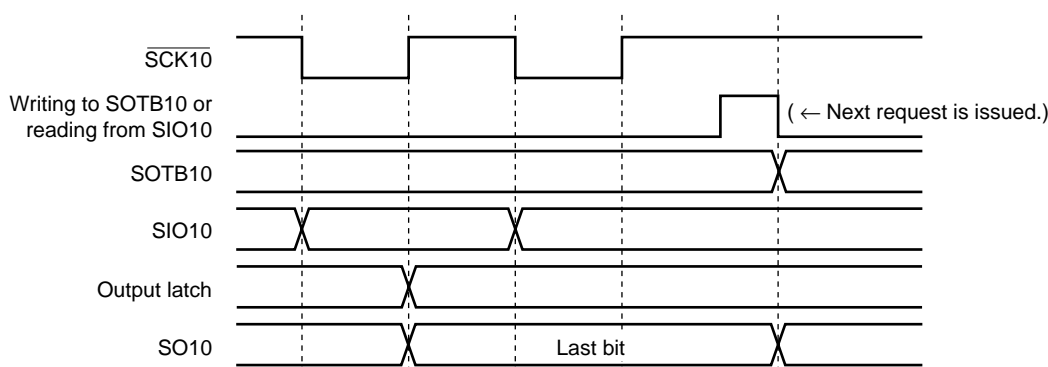 SCK10
Writing to SOTB10 or
reading from SIO10
( ← Next request is issued.)
SOTB10
SIO10
Output latch
SO10
Last bit